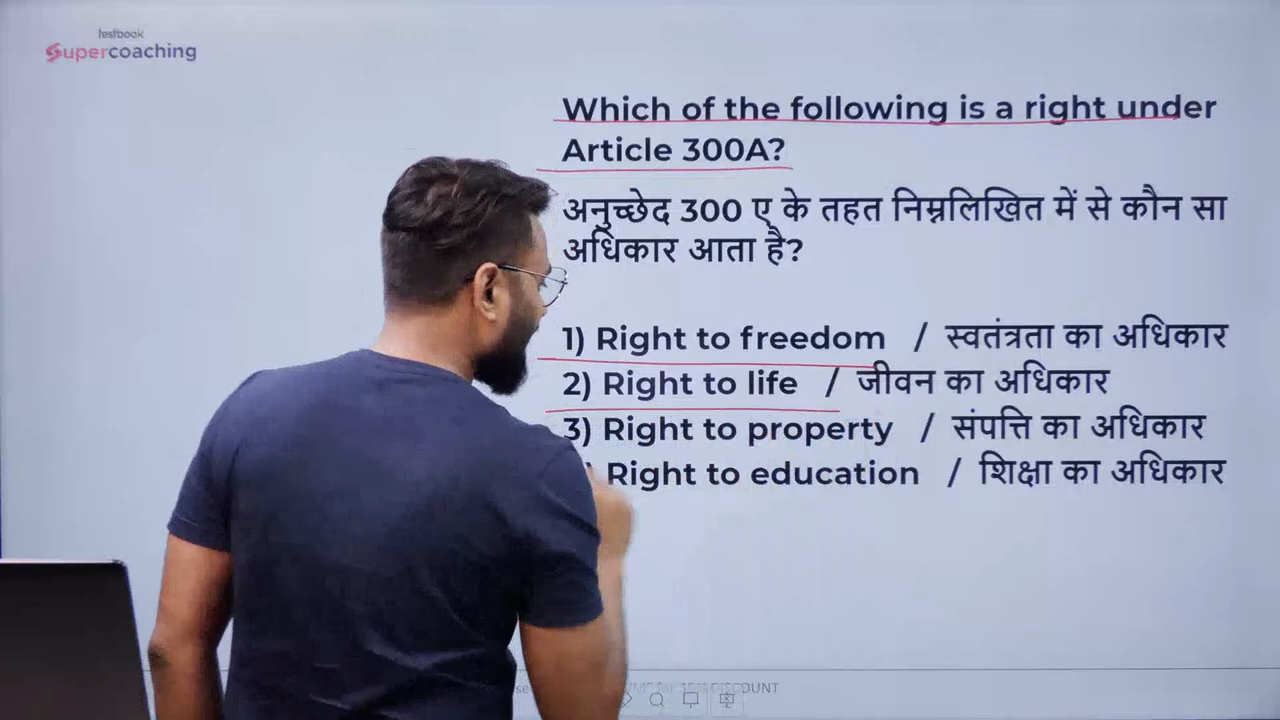 testbook
Supercoaching
Which of the following is a right under
Article 300A?
अनुच्छेद 300 ए के तहत निम्नलिखित में से कौन सा
अधिकार आता है?
1) Right to freedom / स्वतंत्रता का अधिकार
2) Right to life / जीवन का अधिकार
3) Right to property / संपत्ति का अधिकार
) Right to education / शिक्षा का अधिकार
DISCOUNT